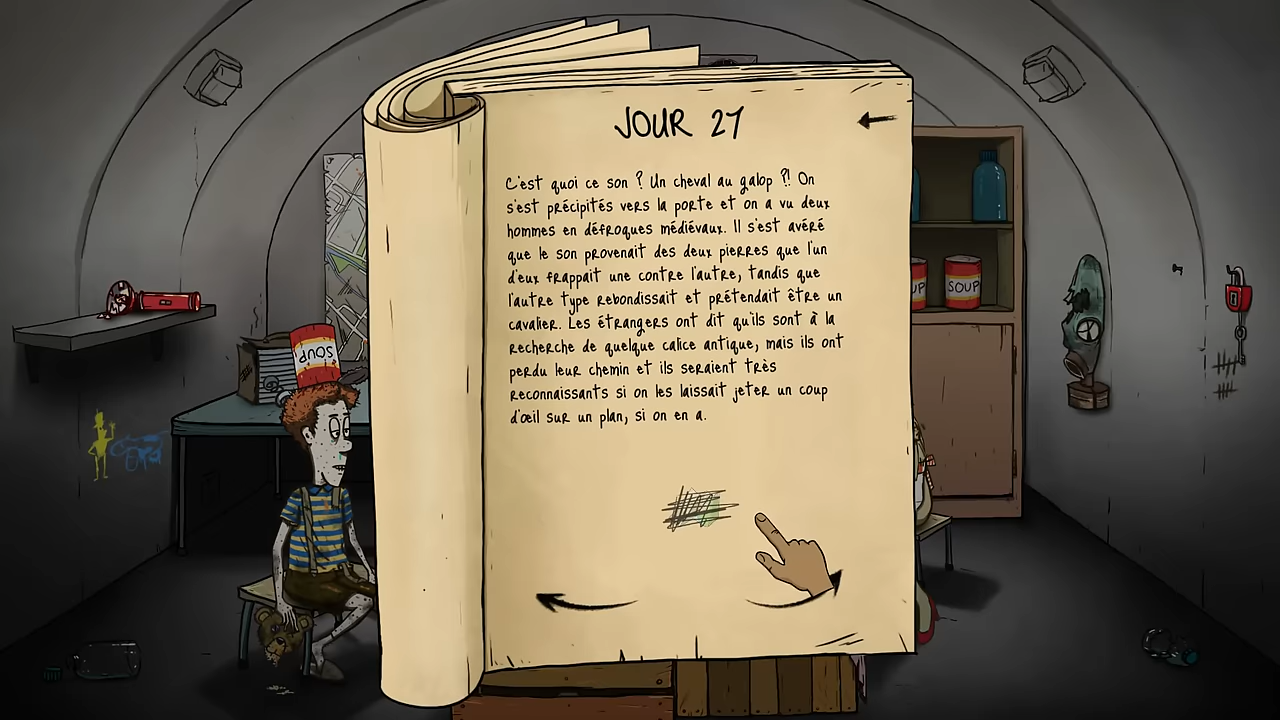 JOUR 27
C'est quoi ce son ? Un cheval au galop ?! On
s'est précipités vers la porte et on a vu deux
hommes en défroques médiévaux. Il s'est avéré
que le son provenait des deux pierres que l'un
d'eux frappait une contre l'autre, tandis que
l'autre type rebondissait et prétendait être un
cavalier. Les étrangers ont dit qu'ils sont à la
recherche de quelque calice antique, mais ils ont
perdu leur chemin et ils seraient très
reconnaissants si on les laissait jeter un coup
d'œil sur un plan, si on en a.
SOUP
UP
SOUP